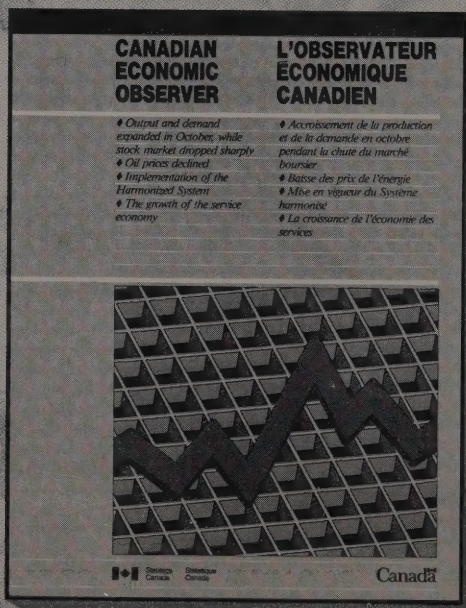 CANADIAN
ECONOMIC
OBSERVER
♦ Output and demand
expanded in October, while
stock market dropped sharply
♦ Oil prices declined
♦ Implementation of the
Harmonized System
♦ The growth of the service
economy
L'OBSERVATEUR
ÉCONOMIQUE
CANADIEN
♦ Accroissement de la production
et de la demande en octobre
pendant la chute du marché
boursier
♦ Baisse des prix de l'énergie
♦ Mise en vigueur du Système
harmonisé
♦ La croissance de l'économie des
services
Statistics
Canada
Statistique
Canada
Canada